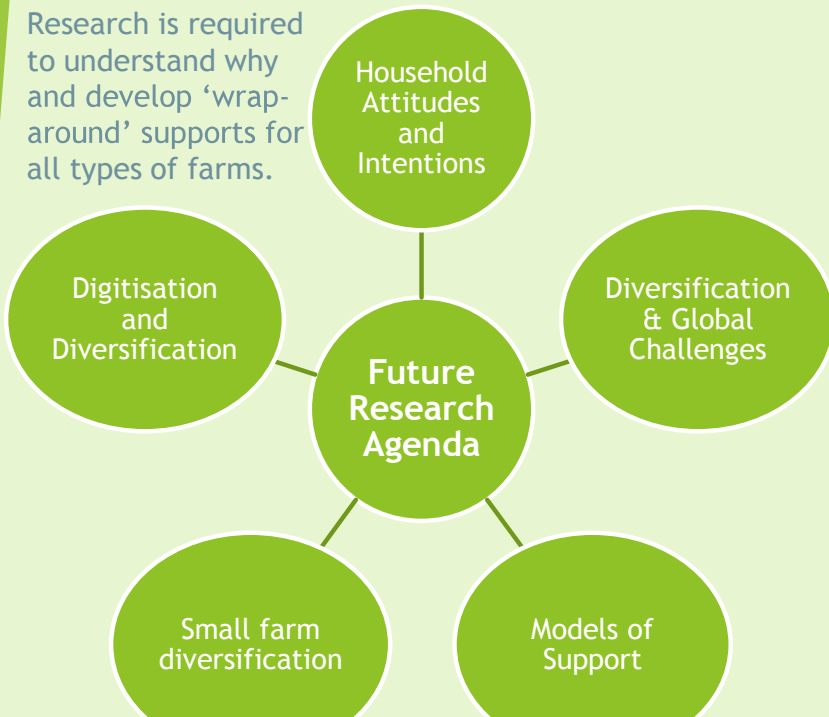 Research is required
to understand why
and develop ‘wrap-
around’ supports for
all types of farms.
Household
Attitudes
and
Intentions
Digitisation
and
Diversification
Diversification
& Global
Challenges
Future
Research
Agenda
Small farm
diversification
Models of
Support